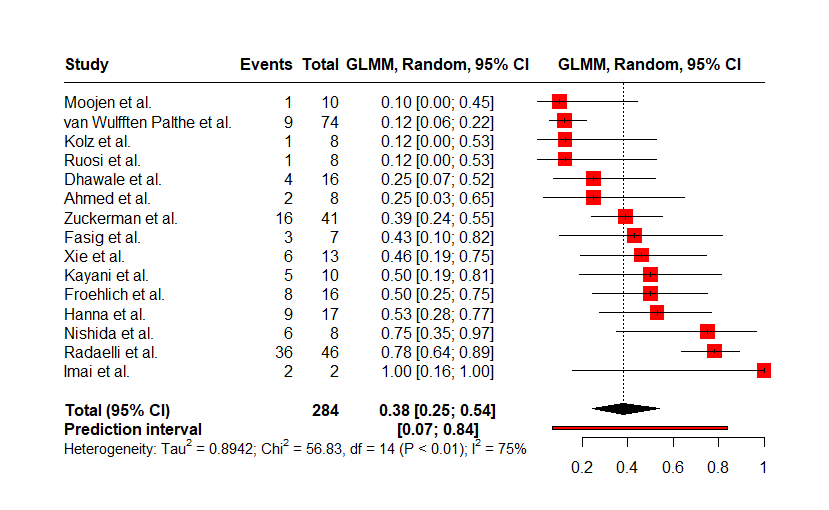 Study Events Total GLMM, Random, 95% CI GLMM, Random, 95% CI
Moojen et al. 1 10 0.10 [0.00; 0.45]
van Wulfften Palthe et al. 9 74 0.12 [0.06; 0.22]
Kolz et al. 1 8 0.12 [0.00; 0.53]
Ruosi et al. 1 8 0.12 [0.00; 0.53]
Dhawale et al. 4 16 0.25 [0.07; 0.52]
Ahmed et al. 2 8 0.25 [0.03; 0.65]
Zuckerman et al. 16 41 0.39 [0.24; 0.55]
Fasig et al. 3 7 0.43 [0.10; 0.82]
Xie et al. 6 13 0.46 [0.19; 0.75]
Kayani et al. 5 10 0.50 [0.19; 0.81]
Froehlich et al. 8 16 0.50 [0.25; 0.75]
Hanna et al. 9 17 0.53 [0.28; 0.77]
Nishida et al. 6 8 0.75 [0.35; 0.97]
Radaelli et al. 36 46 0.78 [0.64; 0.89]
Imai et al. 2 2 1.00 [0.16; 1.00]
Total (95% CI) 284 0.38 [0.25; 0.54]
Prediction interval [0.07; 0.84]
Heterogeneity: Tau² = 0.8942; Chi² = 56.83, df = 14 (P < 0.01); I² = 75%
0.2 0.4 0.6 0.8 1